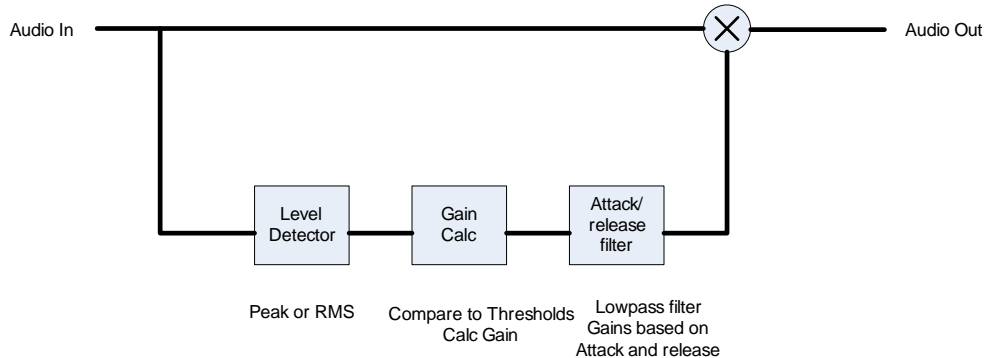 Audio In
Audio Out
Level
Detector
Gain
Calc
Attack/
release
filter
Peak or RMS
Compare to Thresholds
Calc Gain
Lowpass filter
Gains based on
Attack and release